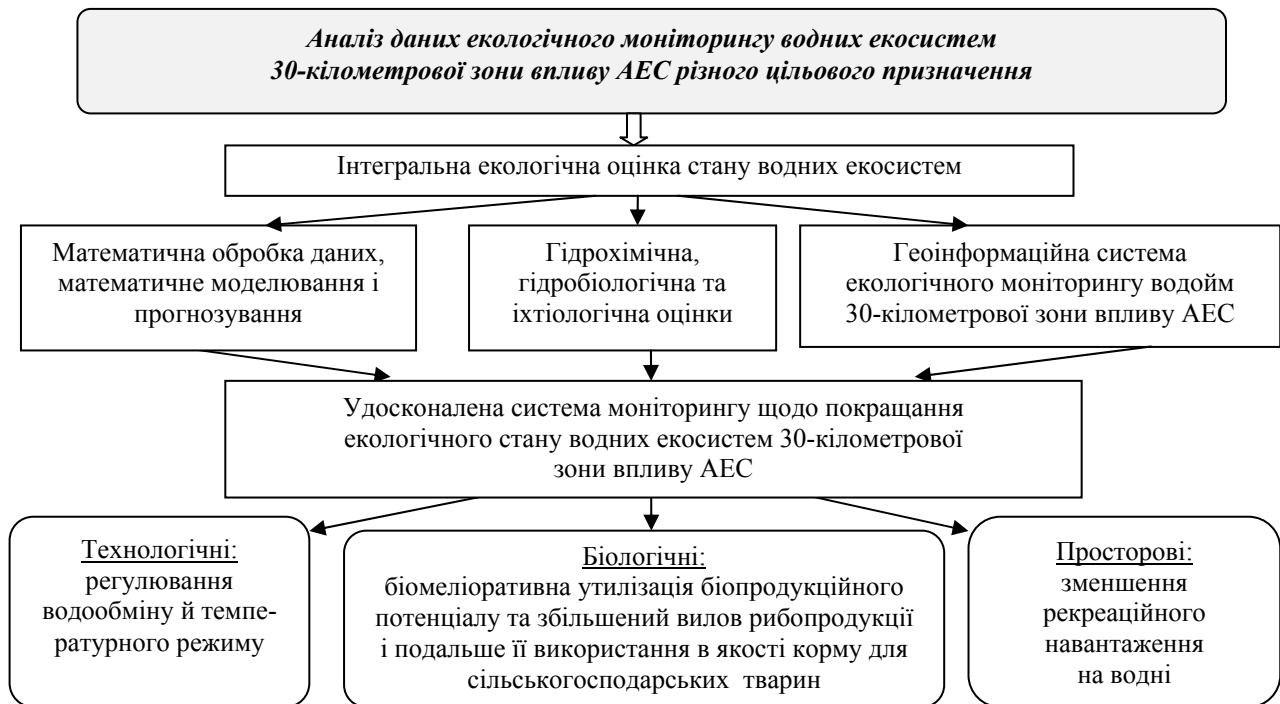 Аналіз даних екологічного моніторингу водних екосистем
30-кілометрової зони впливу АЕС різного цільового призначення
Інтегральна екологічна оцінка стану водних екосистем
Математична обробка даних,
математичне моделювання і
прогнозування
Гідрохімічна,
гідробіологічна та
іхтіологічна оцінки
Геоінформаційна система
екологічного моніторингу водойм
30-кілометрової зони впливу АЕС
Удосконалена система моніторингу щодо покращання
екологічного стану водних екосистем 30-кілометрової
зони впливу АЕС
Технологічні:
регулювання
водообміну й темпе-
ратурного режиму
Біологічні:
біомеліоративна утилізація біопродукційного
потенціалу та збільшений вилов рибопродукції
і подальше її використання в якості корму для
сільськогосподарських тварин
Просторові:
зменшення
рекреаційного
навантаження
на водні